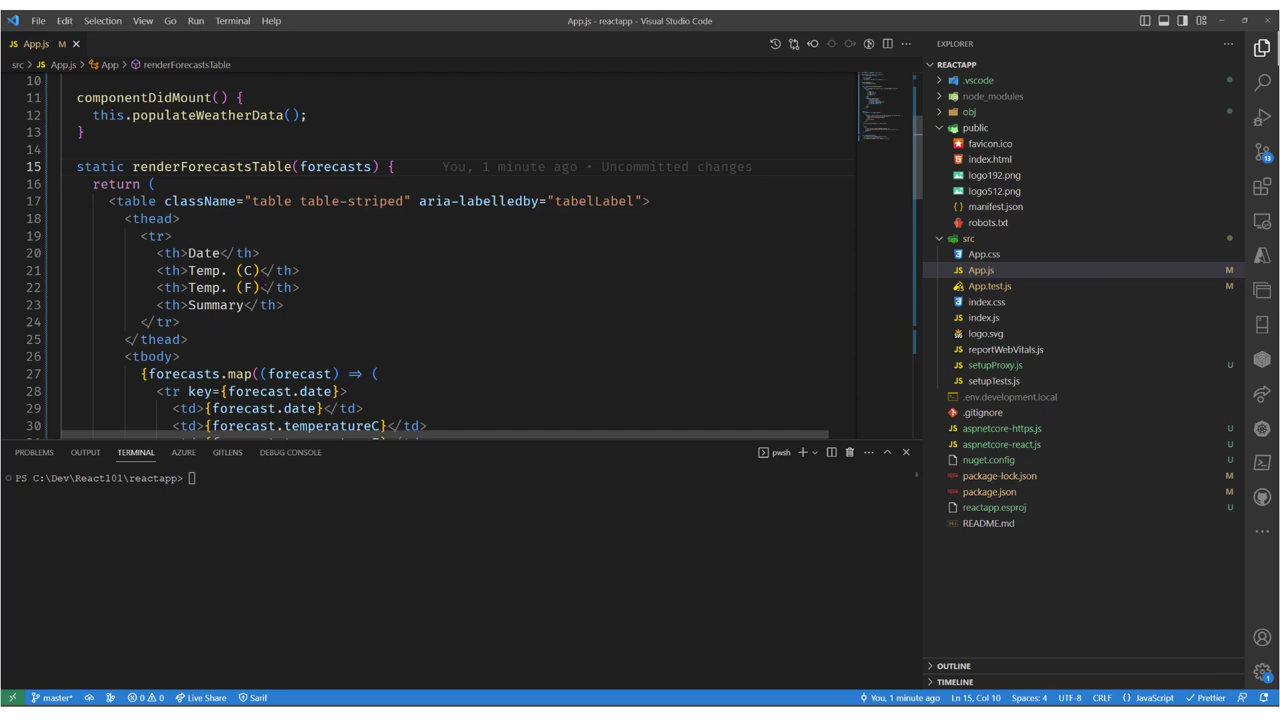 File Edit Selection View Go Run Terminal Help
App.js - reactapp - Visual Studio Code
JS App.js M
src > JS App.js > App > renderForecastsTable
10
11 componentDidMount() {
12 this.populateWeatherData();
13 }
14
15 static renderForecastsTable(forecasts) { You, 1 minute ago • Uncommitted changes
16 return (
17 <table className="table table-striped" aria-labelledby="tabelLabel">
18 <thead>
19 <tr>
20 <th>Date</th>
21 <th>Temp. (C)</th>
22 <th>Temp. (F)</th>
23 <th>Summary</th>
24 </tr>
25 </thead>
26 <tbody>
27 {forecasts.map((forecast) => (
28 <tr key={forecast.date}>
29 <td>{forecast.date}</td>
30 <td>{forecast.temperatureC}</td>
PROBLEMS OUTPUT TERMINAL AZURE GITLENS DEBUG CONSOLE
pwsh
PS C:\Dev\React101\reactapp>
EXPLORER
REACTAPP
.vscode
node_modules
obj
public
favicon.ico
index.html
logo192.png
logo512.png
manifest.json
robots.txt
src
App.css
JS App.js M
App.test.js M
index.css
JS index.js
logo.svg
JS reportWebVitals.js
JS setupProxy.js U
JS setupTests.js
.env.development.local
.gitignore
JS aspnetcore-https.js U
JS aspnetcore-react.js U
nuget.config U
package-lock.json M
package.json M
reactapp.esproj U
README.md
OUTLINE
TIMELINE
13
1
master* 0 0 Live Share Sarif
You, 1 minute ago Ln 15, Col 10 Spaces: 4 UTF-8 CRLF {} JavaScript Prettier